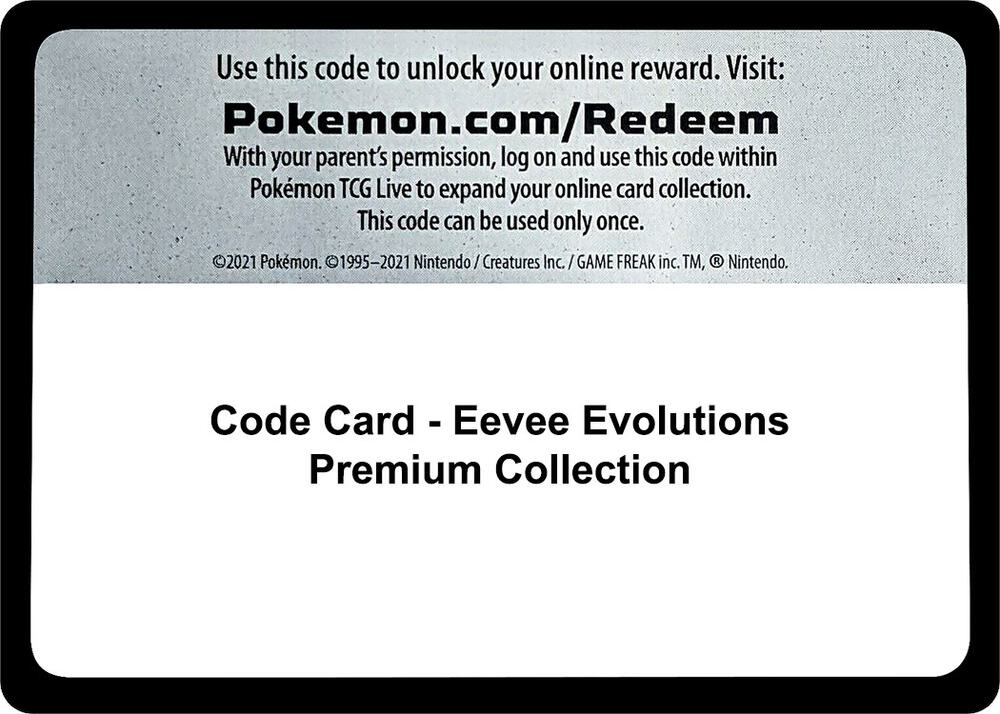 Use this code to unlock your online reward. Visit:
Pokemon.com/Redeem
With your parent's permission, log on and use this code within
Pokémon TCG Live to expand your online card collection.
This code can be used only once.
©2021 Pokémon. ©1995–2021 Nintendo / Creatures Inc. / GAME FREAK inc. TM, ® Nintendo.
Code Card - Eevee Evolutions
Premium Collection